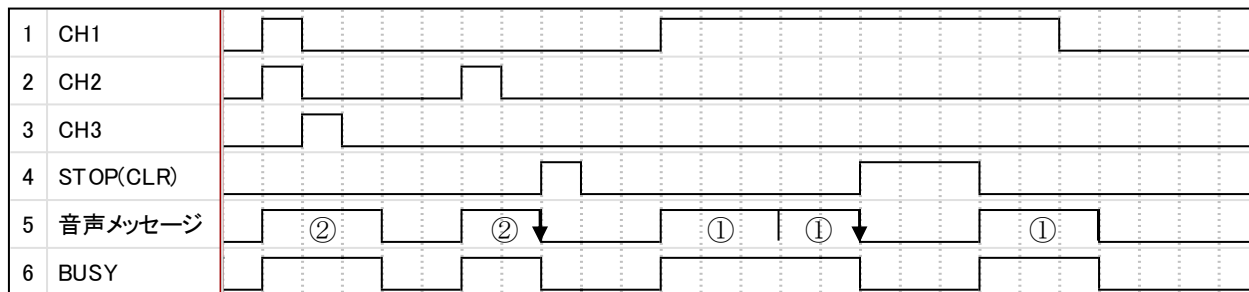 1 CH1
2 CH2
3 CH3
4 STOP(CLR)
5 音声メッセージ ② ② ① ① ①
6 BUSY